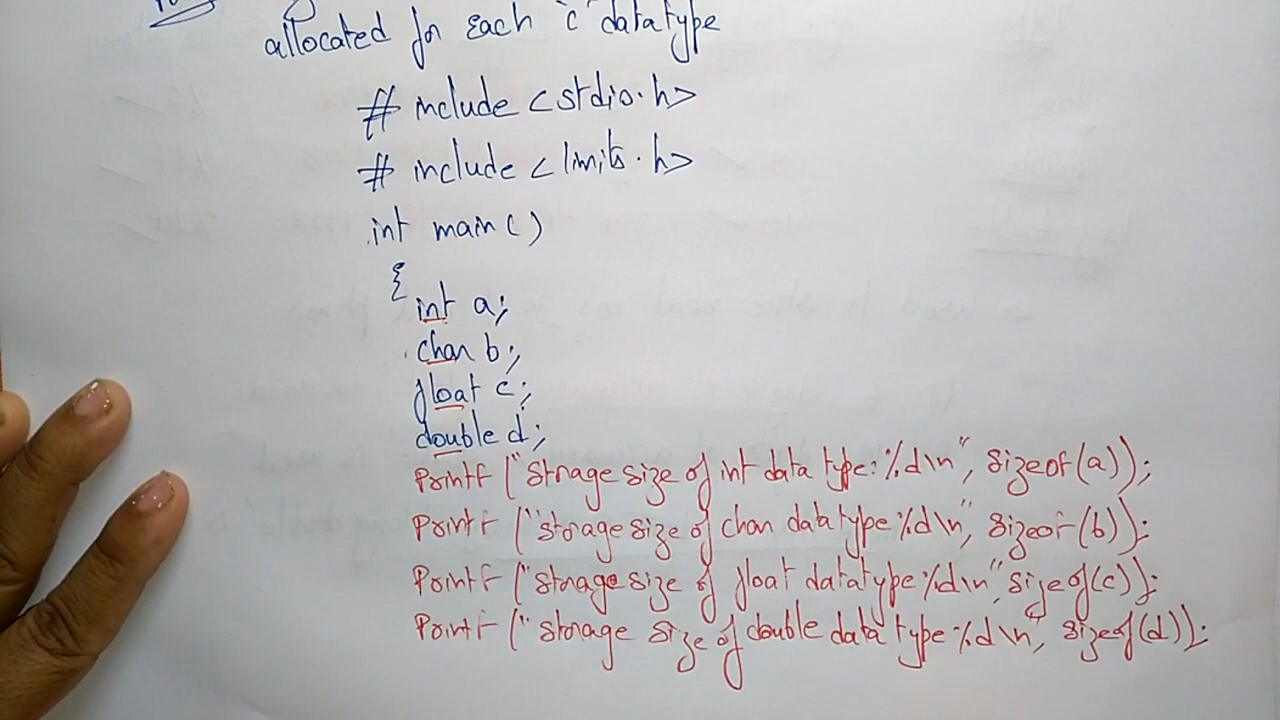 allocated for each 'c' datatype
# include <stdio.h>
# include <limits.h>
int main()
{
int a;
char b;
float c;
double d;
Printf ("Storage size of int data type: %d\n", sizeof(a));
Printf ("storage size of char datatype %d\n", sizeof(b));
Printf ("storage size of float datatype %d\n", sizeof(c));
Printf ("storage size of double data type %d\n", sizeof(d));